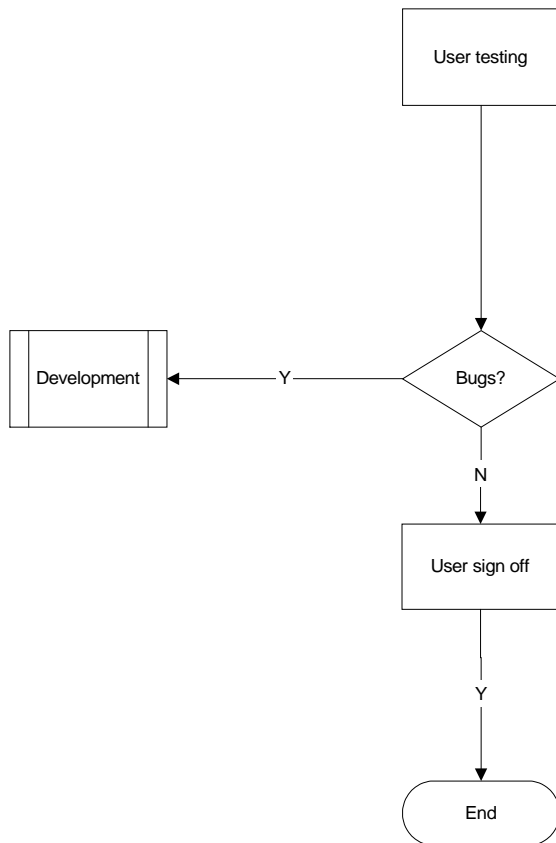 User testing
Development
Y
Bugs?
N
User sign off
Y
End